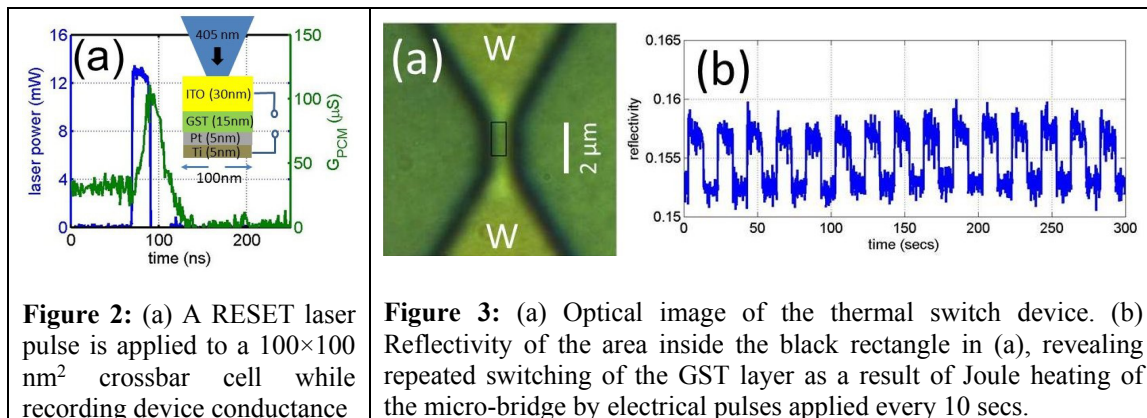 (a)
405 nm
ITO (30nm)
GST (15nm)
Pt (5nm)
Ti (5nm)
100nm
laser power (mW)
16
12
8
4
0
G_PCM (µS)
150
100
50
0
0 100 200
time (ns)
Figure 2: (a) A RESET laser
pulse is applied to a 100×100
nm² crossbar cell while
recording device conductance
(a)
W
2 µm
W
(b)
reflectivity
0.165
0.16
0.155
0.15
0 50 100 150 200 250 300
time (secs)
Figure 3: (a) Optical image of the thermal switch device. (b)
Reflectivity of the area inside the black rectangle in (a), revealing
repeated switching of the GST layer as a result of Joule heating of
the micro-bridge by electrical pulses applied every 10 secs.